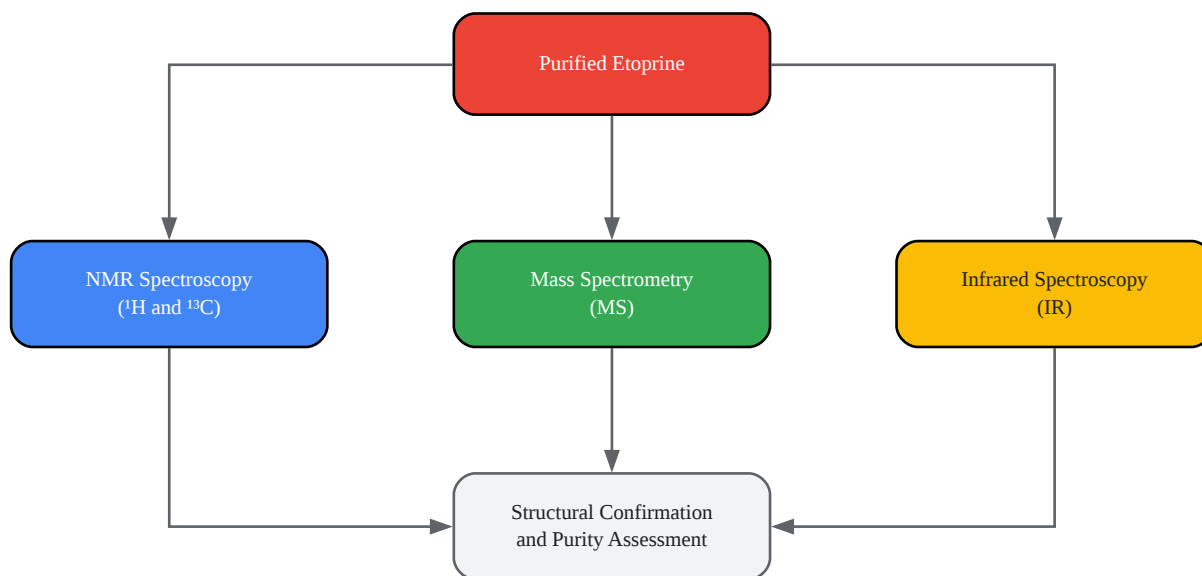 Purified Etoprine
NMR Spectroscopy
(¹H and ¹³C)
Mass Spectrometry
(MS)
Infrared Spectroscopy
(IR)
Structural Confirmation
and Purity Assessment